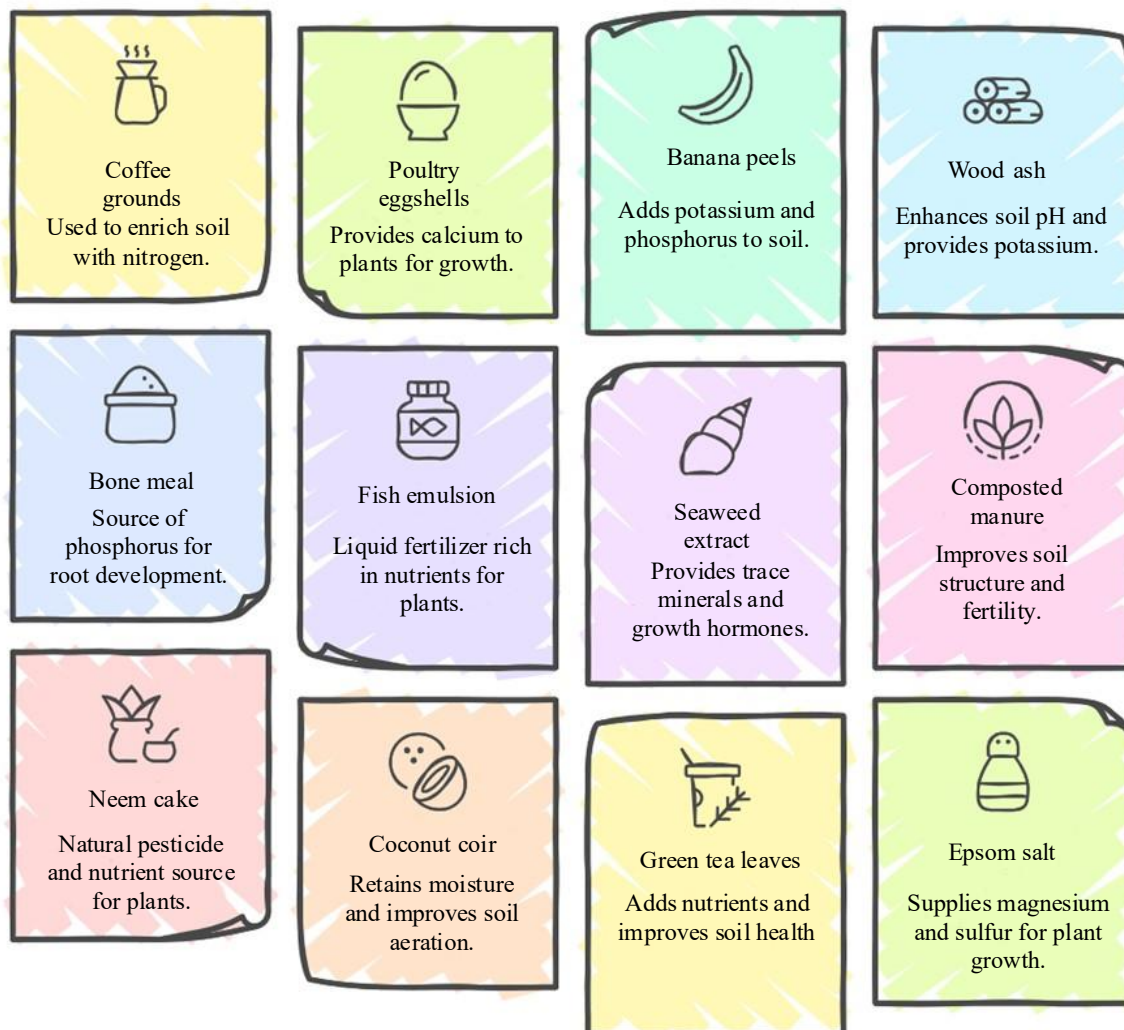 Coffee
grounds
Used to enrich soil
with nitrogen.
Poultry
eggshells
Provides calcium to
plants for growth.
Banana peels
Adds potassium and
phosphorus to soil.
Wood ash
Enhances soil pH and
provides potassium.
Bone meal
Source of
phosphorus for
root development.
Fish emulsion
Liquid fertilizer rich
in nutrients for
plants.
Seaweed
extract
Provides trace
minerals and
growth hormones.
Composted
manure
Improves soil
structure and
fertility.
Neem cake
Natural pesticide
and nutrient source
for plants.
Coconut coir
Retains moisture
and improves soil
aeration.
Green tea leaves
Adds nutrients and
improves soil health
Epsom salt
Supplies magnesium
and sulfur for plant
growth.